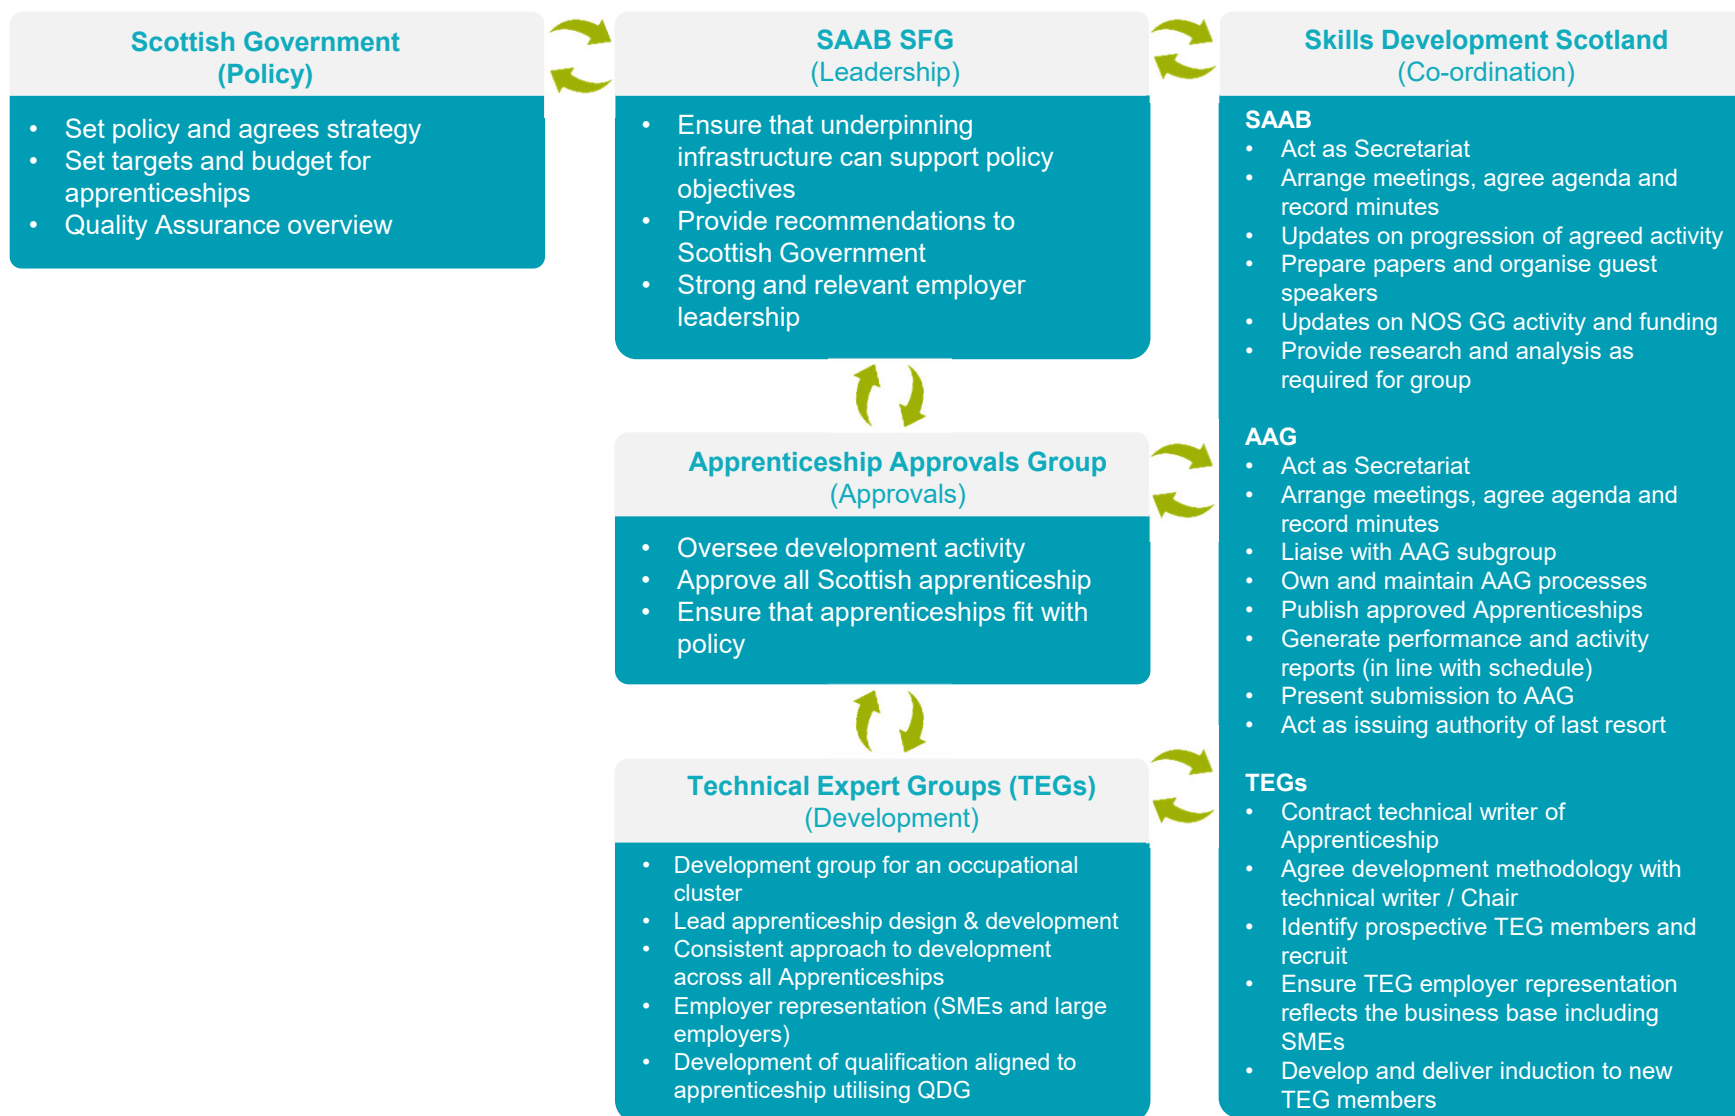 Scottish Government
(Policy)
• Set policy and agrees strategy
• Set targets and budget for
apprenticeships
• Quality Assurance overview
SAAB SFG
(Leadership)
• Ensure that underpinning
infrastructure can support policy
objectives
• Provide recommendations to
Scottish Government
• Strong and relevant employer
leadership
Apprenticeship Approvals Group
(Approvals)
• Oversee development activity
• Approve all Scottish apprenticeship
• Ensure that apprenticeships fit with
policy
Technical Expert Groups (TEGs)
(Development)
• Development group for an occupational
cluster
• Lead apprenticeship design & development
• Consistent approach to development
across all Apprenticeships
• Employer representation (SMEs and large
employers)
• Development of qualification aligned to
apprenticeship utilising QDG
Skills Development Scotland
(Co-ordination)
SAAB
• Act as Secretariat
• Arrange meetings, agree agenda and
record minutes
• Updates on progression of agreed activity
• Prepare papers and organise guest
speakers
• Updates on NOS GG activity and funding
• Provide research and analysis as
required for group
AAG
• Act as Secretariat
• Arrange meetings, agree agenda and
record minutes
• Liaise with AAG subgroup
• Own and maintain AAG processes
• Publish approved Apprenticeships
• Generate performance and activity
reports (in line with schedule)
• Present submission to AAG
• Act as issuing authority of last resort
TEGs
• Contract technical writer of
Apprenticeship
• Agree development methodology with
technical writer / Chair
• Identify prospective TEG members and
recruit
• Ensure TEG employer representation
reflects the business base including
SMEs
• Develop and deliver induction to new
TEG members